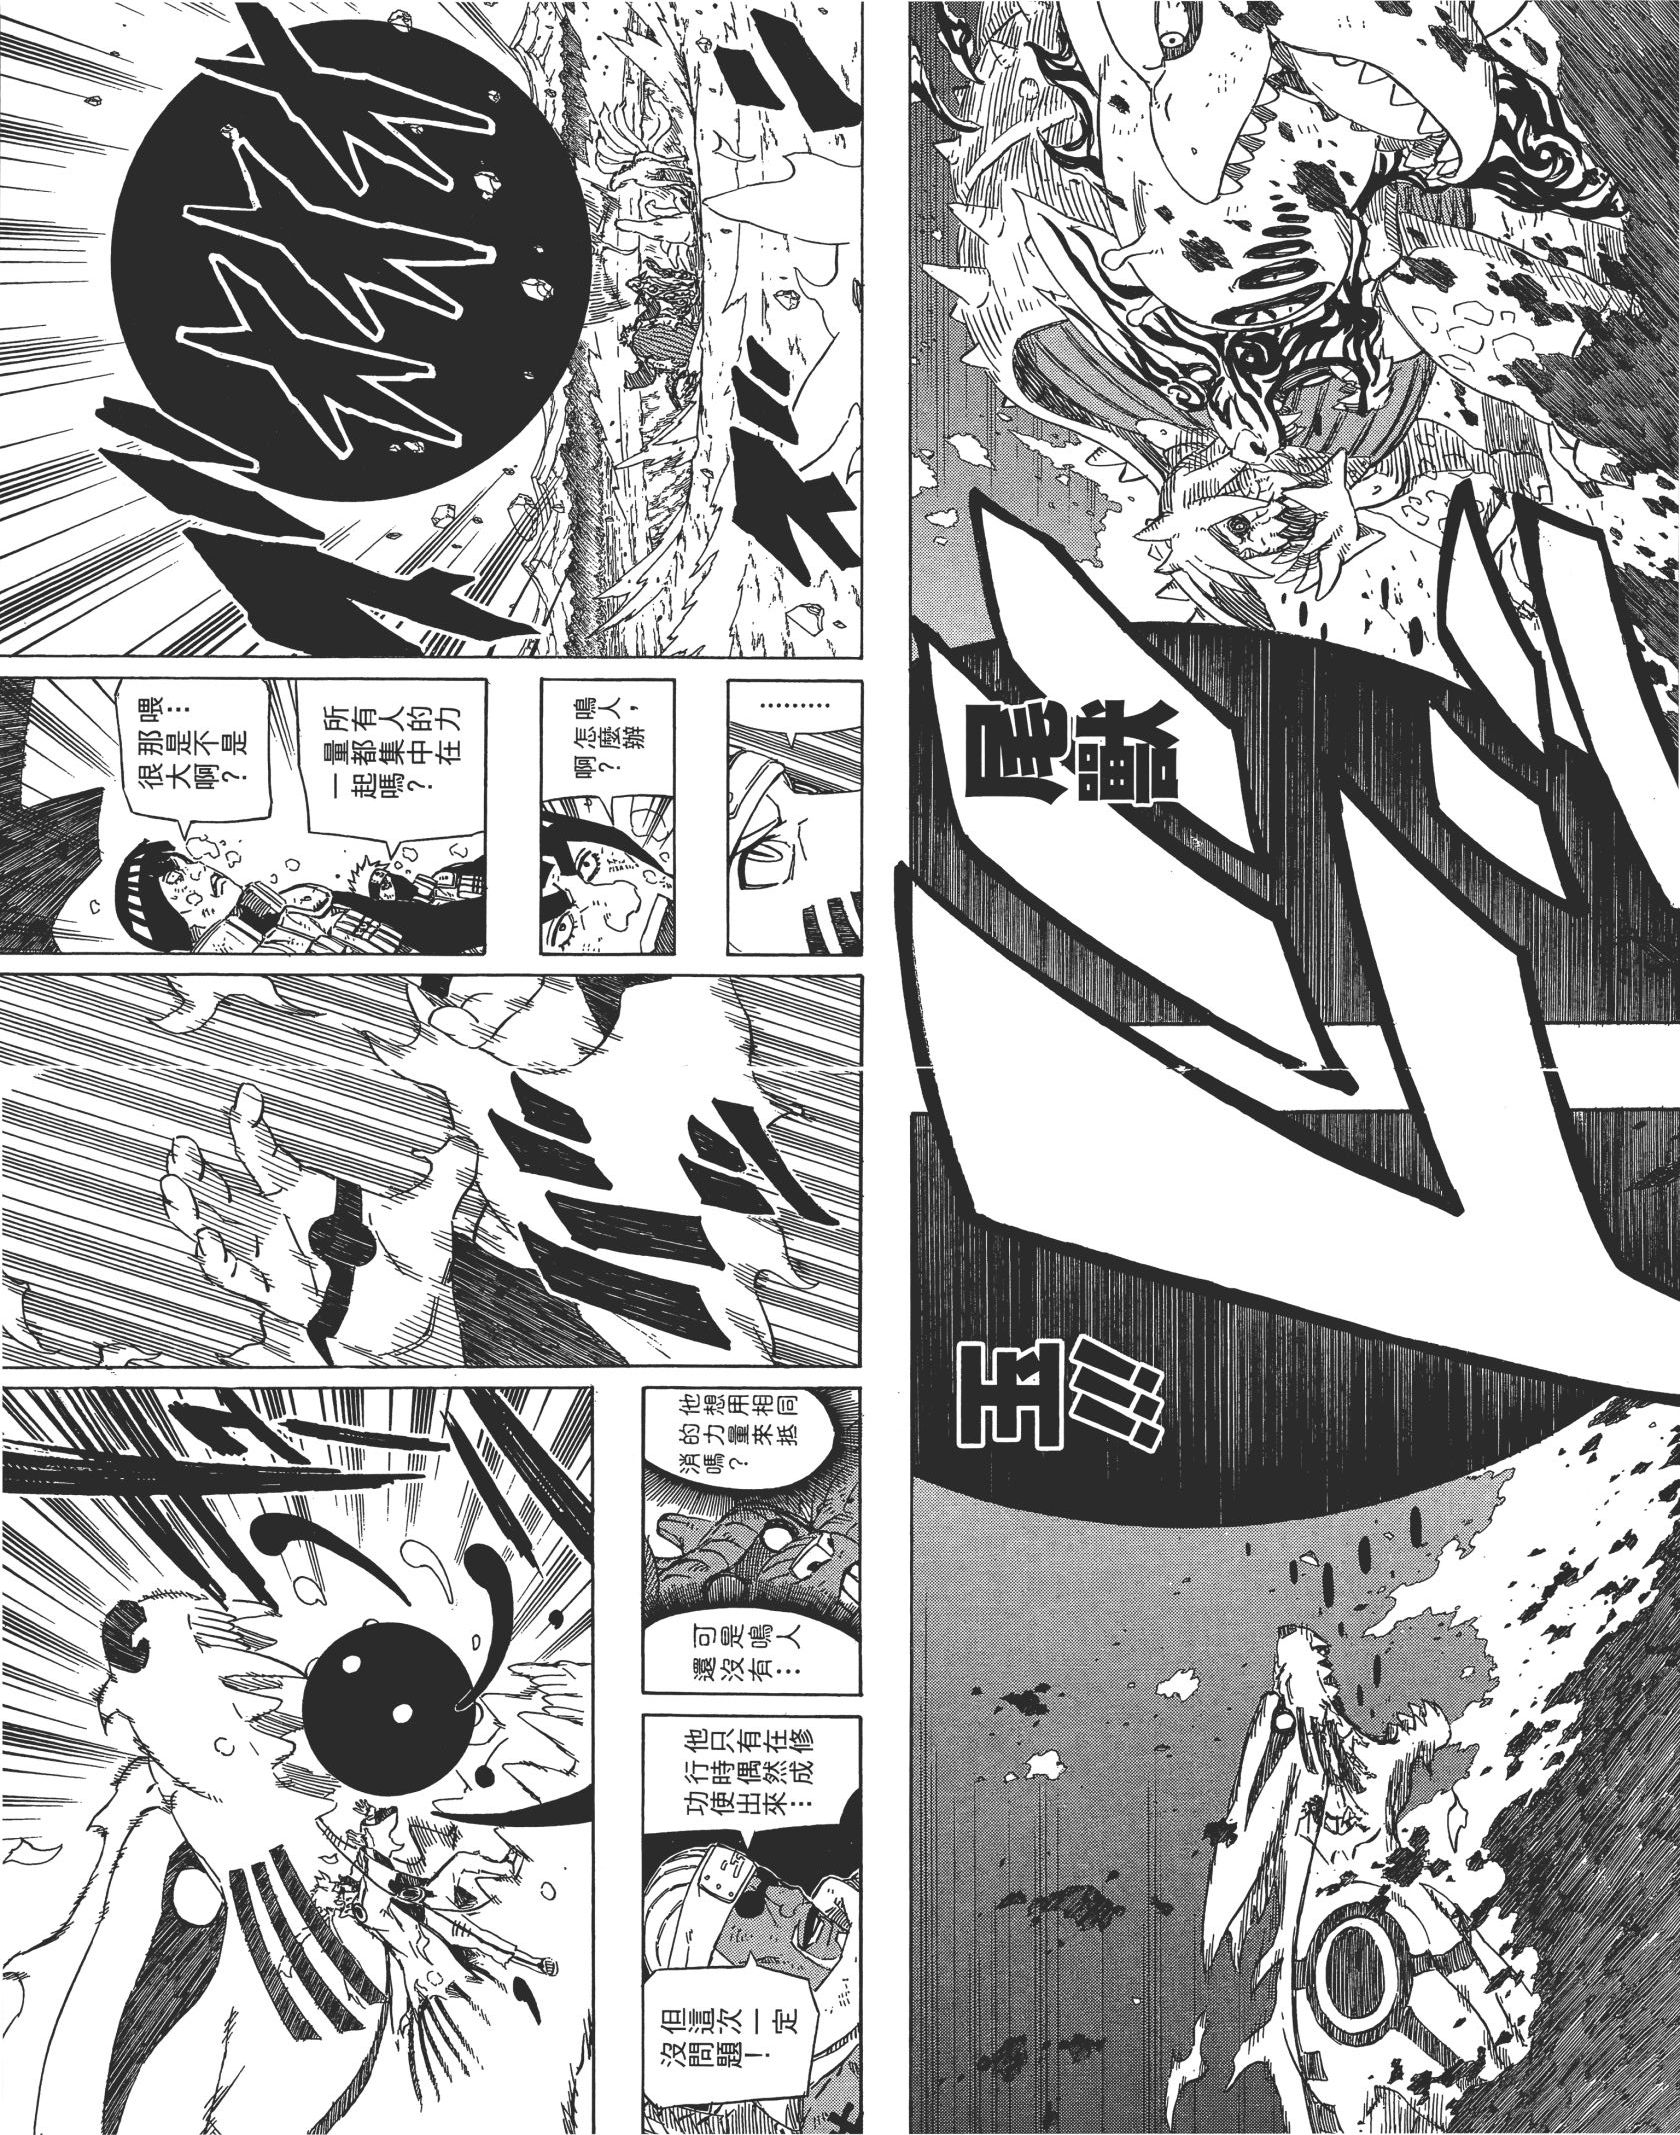 喂…
那是不是
很大啊？
所有人的力
量都集中在
一起嗎？
鳴人，
怎麼辦
啊？
…………
他想用相同
的力量來抵
消嗎？
可是鳴人
還沒有…
他只有在修
行時偶然成
功使出來…
但這次一定
沒問題！
尾獸
玉!!